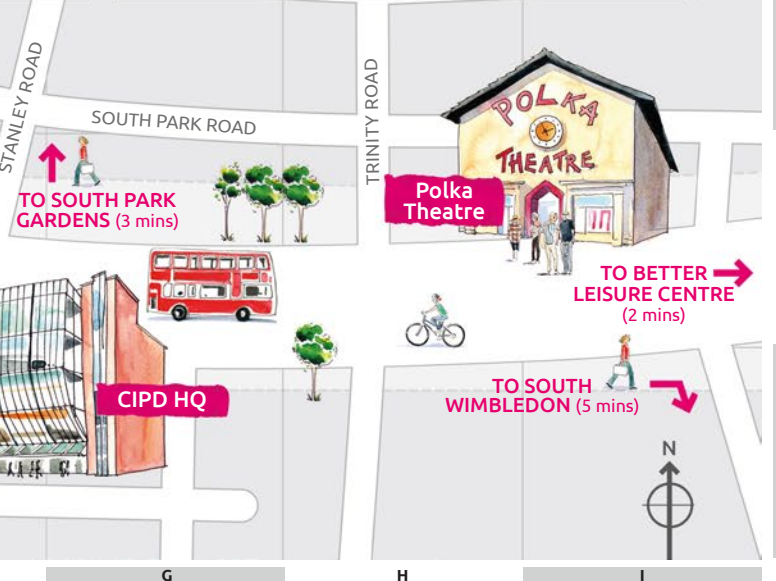 STANLEY ROAD
SOUTH PARK ROAD
TRINITY ROAD
POLKA
THEATRE
Polka
Theatre
TO SOUTH PARK
GARDENS (3 mins)
TO BETTER
LEISURE CENTRE
(2 mins)
CIPD HQ
TO SOUTH
WIMBLEDON (5 mins)
N
G
H
I